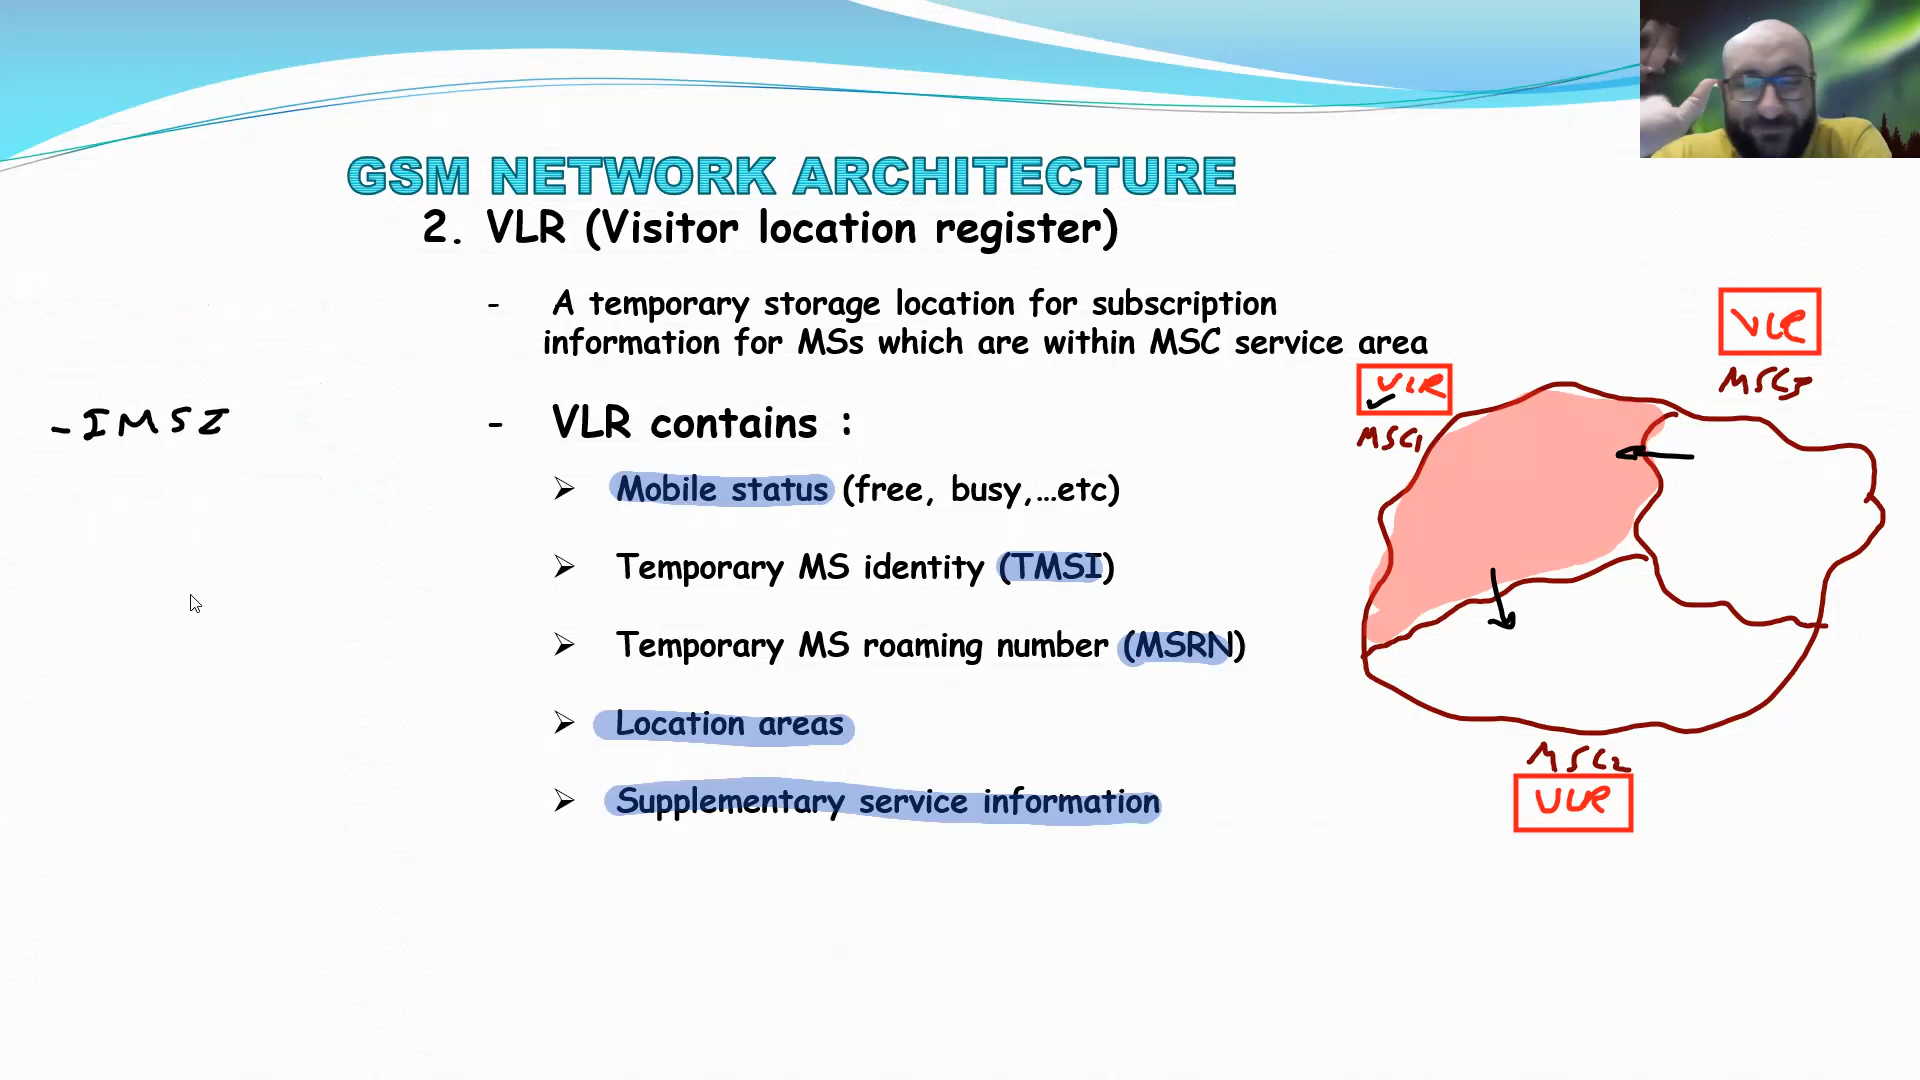 GSM NETWORK ARCHITECTURE
2. VLR (Visitor location register)
- A temporary storage location for subscription
information for MSs which are within MSC service area
- VLR contains :
➢ Mobile status (free, busy,...etc)
➢ Temporary MS identity (TMSI)
➢ Temporary MS roaming number (MSRN)
➢ Location areas
➢ Supplementary service information
- IMSI
VLR
MSC3
VLR
MSC1
MSC2
VLR